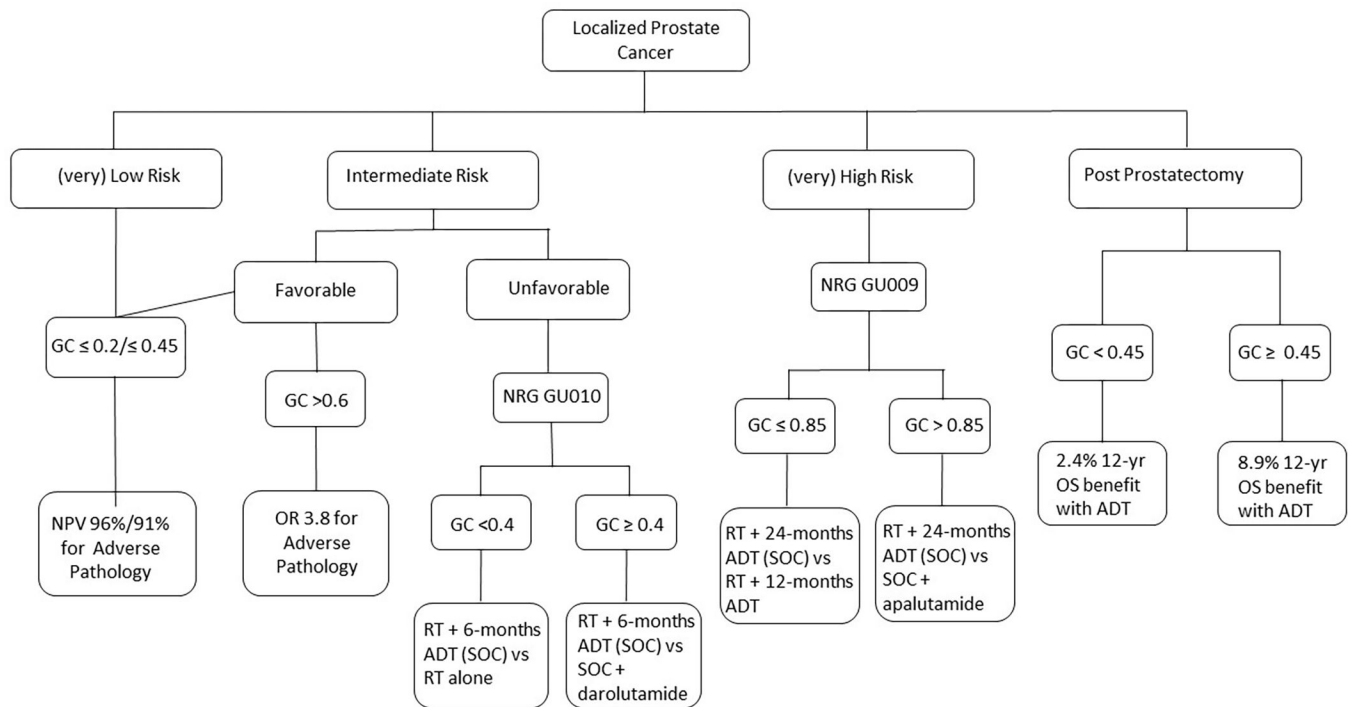 Localized Prostate
Cancer
(very) Low Risk
Intermediate Risk
(very) High Risk
Post Prostatectomy
Favorable
Unfavorable
NRG GU009
GC ≤ 0.2/≤ 0.45
GC >0.6
NRG GU010
GC ≤ 0.85
GC > 0.85
GC < 0.45
GC ≥ 0.45
NPV 96%/91%
for Adverse
Pathology
OR 3.8 for
Adverse
Pathology
GC <0.4
GC ≥ 0.4
RT + 24-months
ADT (SOC) vs
RT + 12-months
ADT
RT + 24-months
ADT (SOC) vs
SOC +
apalutamide
2.4% 12-yr
OS benefit
with ADT
8.9% 12-yr
OS benefit
with ADT
RT + 6-months
ADT (SOC) vs
RT alone
RT + 6-months
ADT (SOC) vs
SOC +
darolutamide